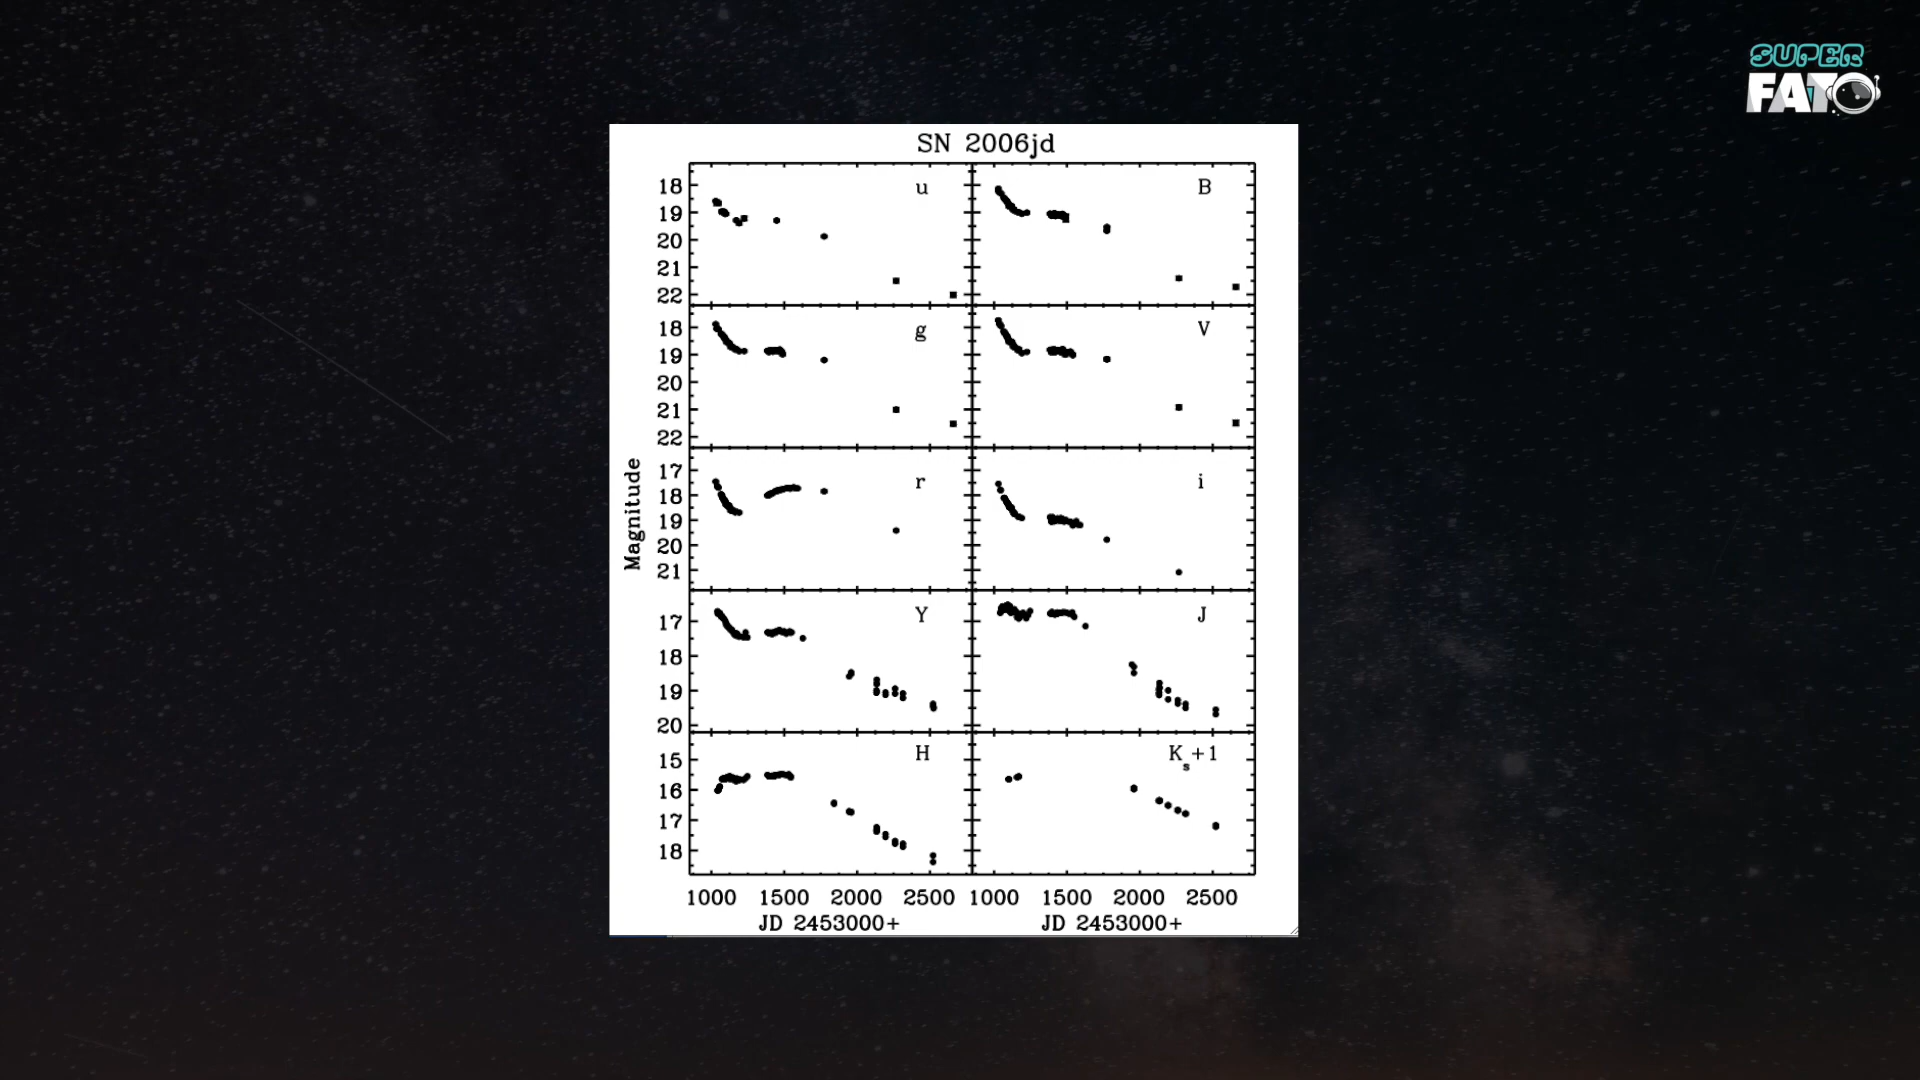 SUPER
FATO
SN 2006jd
18 u B
19
20
21
22
18 g V
19
20
21
22
Magnitude
17
18 r i
19
20
21
17 Y J
18
19
20
15 H Ks+1
16
17
18
1000 1500 2000 2500 1000 1500 2000 2500
JD 2453000+ JD 2453000+